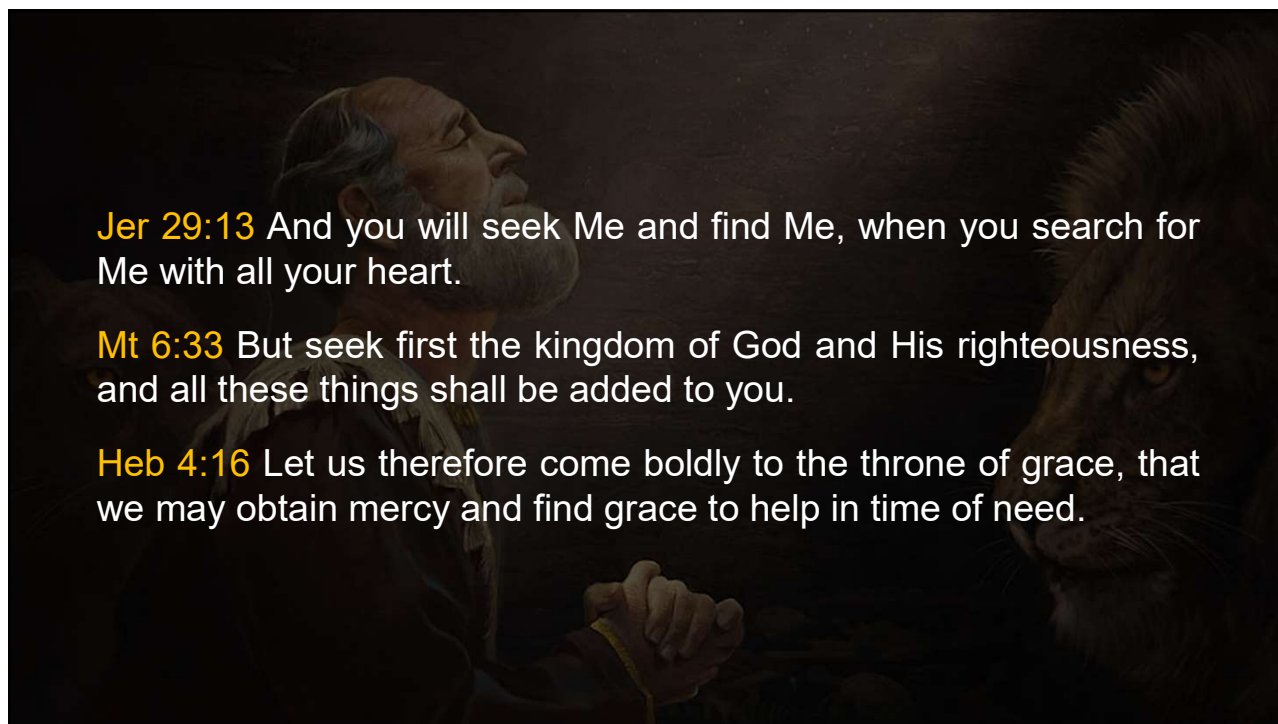 Jer 29:13 And you will seek Me and find Me, when you search for
Me with all your heart.
Mt 6:33 But seek first the kingdom of God and His righteousness,
and all these things shall be added to you.
Heb 4:16 Let us therefore come boldly to the throne of grace, that
we may obtain mercy and find grace to help in time of need.